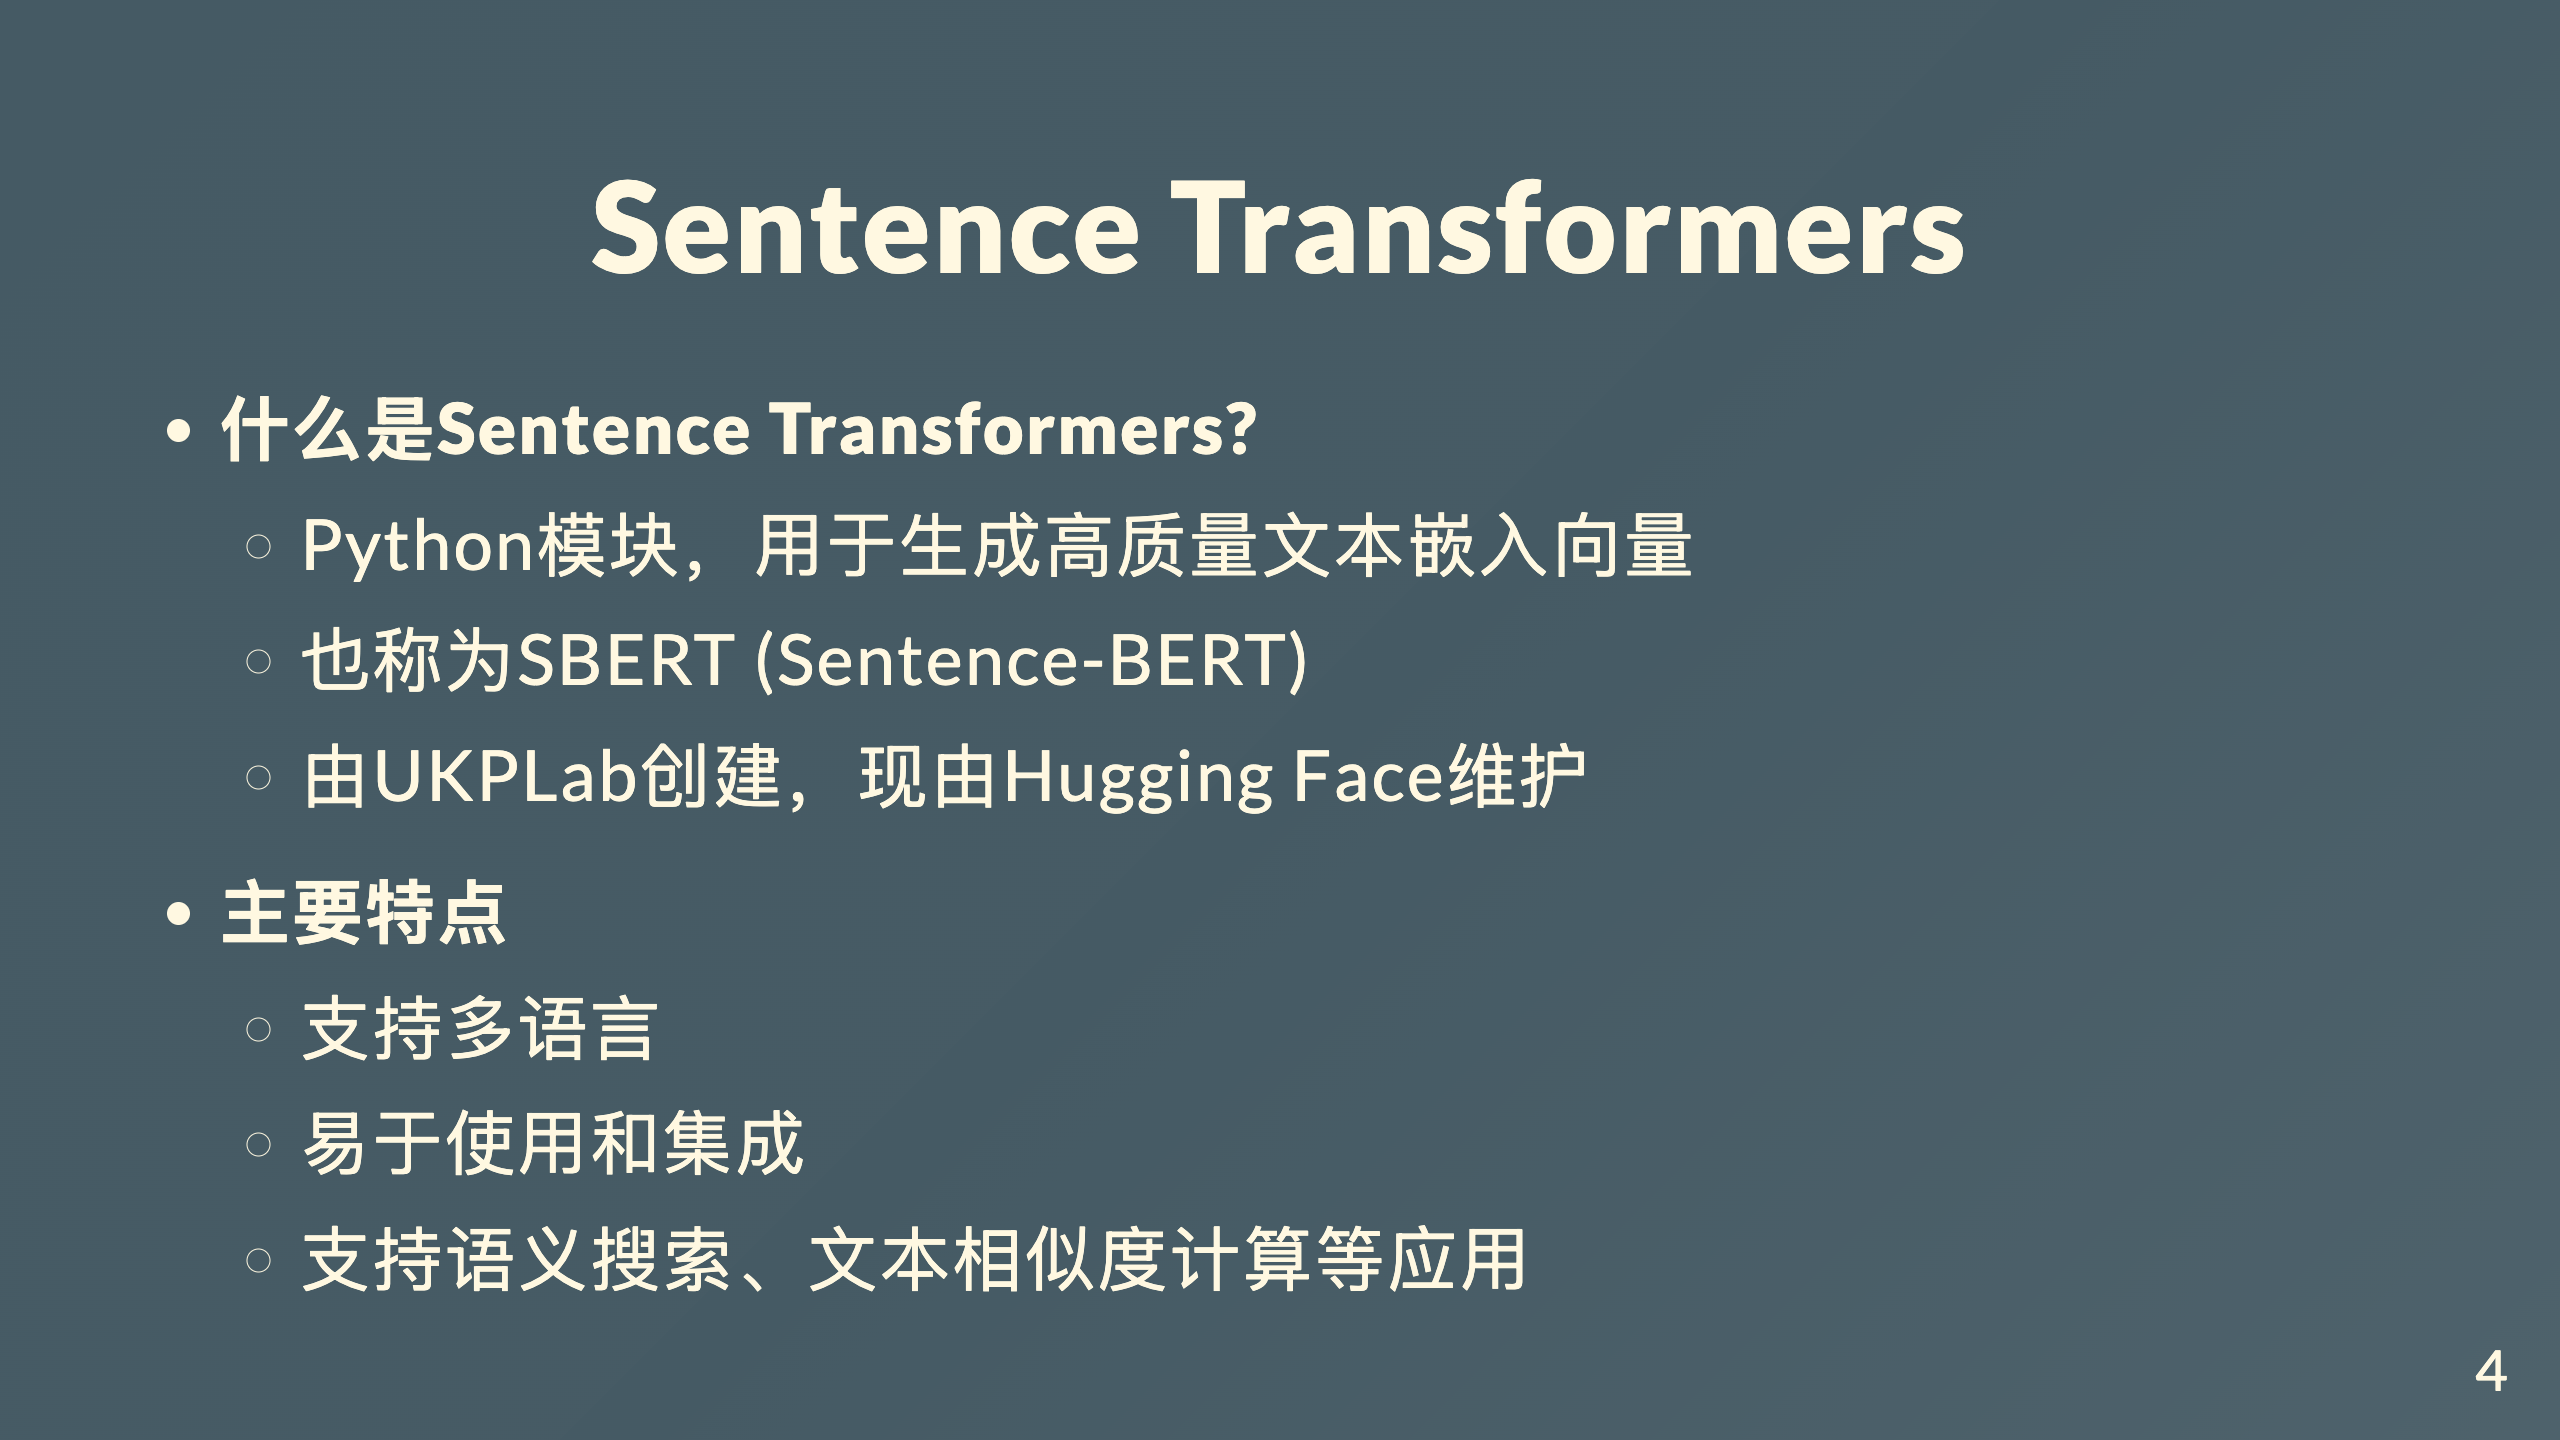 Sentence Transformers
• 什么是Sentence Transformers?
○ Python模块，用于生成高质量文本嵌入向量
○ 也称为SBERT (Sentence-BERT)
○ 由UKPLab创建，现由Hugging Face维护
• 主要特点
○ 支持多语言
○ 易于使用和集成
○ 支持语义搜索、文本相似度计算等应用
4